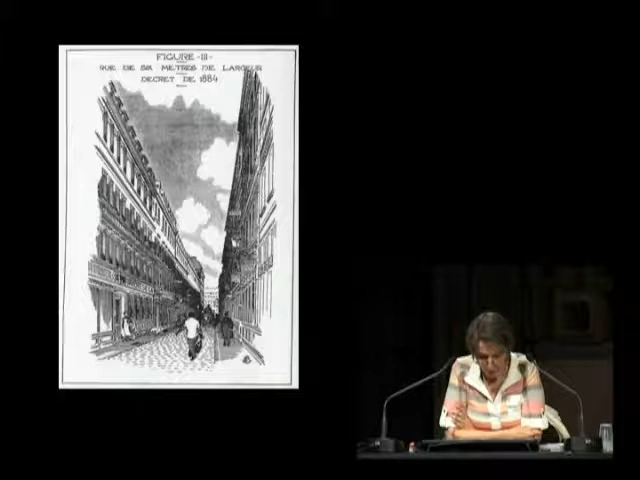 FIGURE -III-
RUE DE SIX METRES DE LARGEUR
DECRET DE 1884